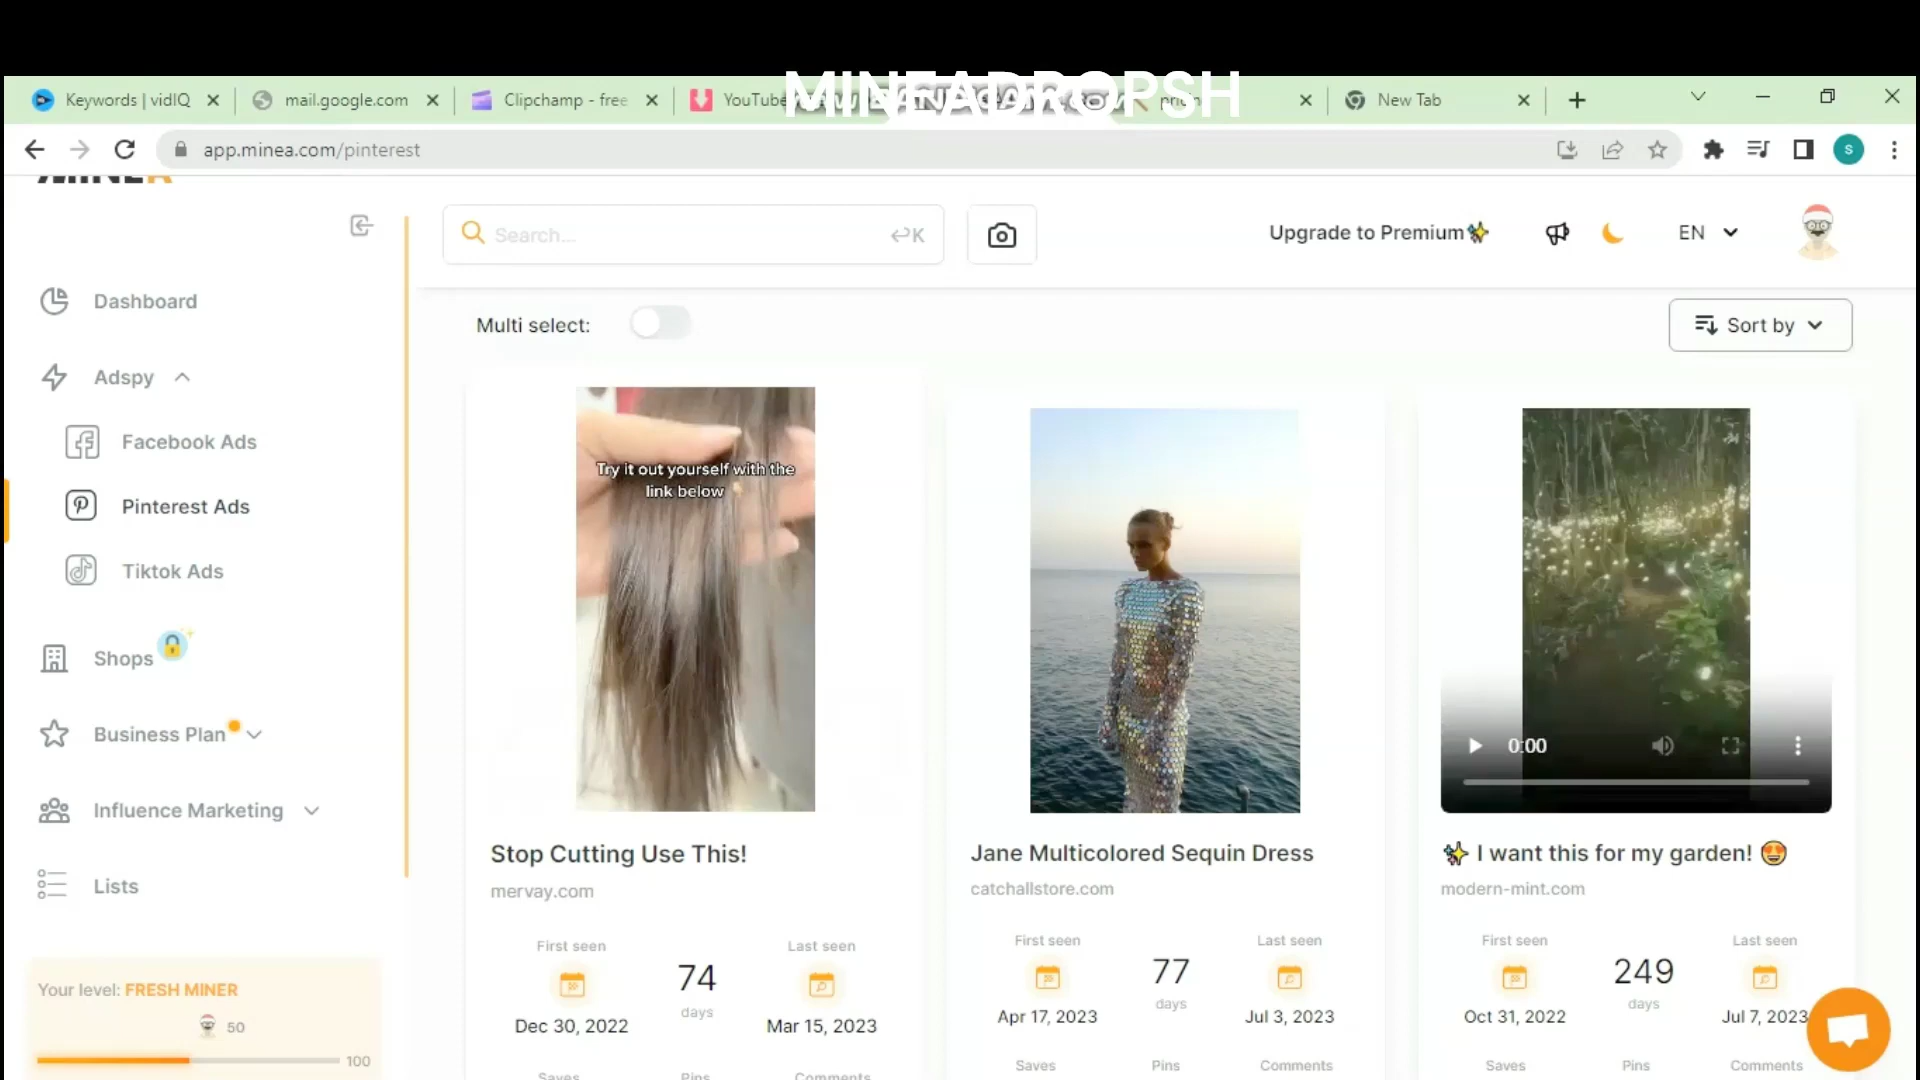 MINEADROPSH
Keywords | vidIQ
mail.google.com
Clipchamp - free
YouTube
New Tab
app.minea.com/pinterest
S
MINEA
Search...
K
Upgrade to Premium✨
EN
Multi select:
Sort by
Dashboard
Adspy
Facebook Ads
Pinterest Ads
Tiktok Ads
Shops
Business Plan
Influence Marketing
Lists
Your level: FRESH MINER
50
100
Try it out yourself with the
link below
Stop Cutting Use This!
mervay.com
First seen
74
days
Last seen
Dec 30, 2022
Mar 15, 2023
Saves
Pins
Comments
Jane Multicolored Sequin Dress
catchallstore.com
First seen
77
days
Last seen
Apr 17, 2023
Jul 3, 2023
Saves
Pins
Comments
0:00
✨ I want this for my garden! 😍
modern-mint.com
First seen
249
days
Last seen
Oct 31, 2022
Jul 7, 2023
Saves
Pins
Comments